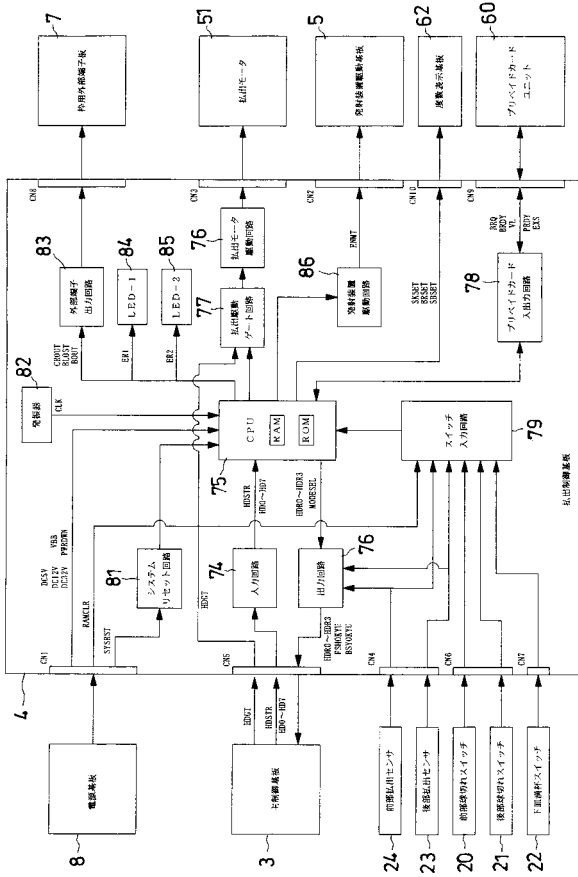 7
枠用外部端子板
51
払出モータ
5
発射装置駆動基板
62
度数表示基板
60
プリペイドカード
ユニット
CN8
CN3
CN2
CN10
CN9
83
外部端子
出力回路
84
LED-1
85
LED-2
76
払出モータ
駆動回路
77
払出駆動
ゲート回路
86
発射装置
駆動回路
ENMT
SKSET
BRSET
SDSET
BRQ
BRDY
VL
PRDY
EXS
78
プリペイドカード
入出力回路
CROUT
BLOST
BOUT
ER1
ER2
82
発振器
CLK
CPU
RAM
ROM
75
79
スイッチ
入力回路
払出制御基板
DC5V
DC12V
DC32V
VBB
PWRDWN
RAMCLR
SYSRST
81
システム
リセット回路
HDGT
74
入力回路
HDSTR
HD0~HD7
HDR0~HDR3
MODESEL
76
出力回路
HDR0~HDR3
FSHOKYU
BSYOKYU
4
CN1
CN5
CN4
CN6
CN7
HDGT
HDSTR
HD0~HD7
電源基板
8
主制御基板
3
前部払出センサ
24
後部払出センサ
23
前部球切れスイッチ
20
後部球切れスイッチ
21
下皿満杯スイッチ
22